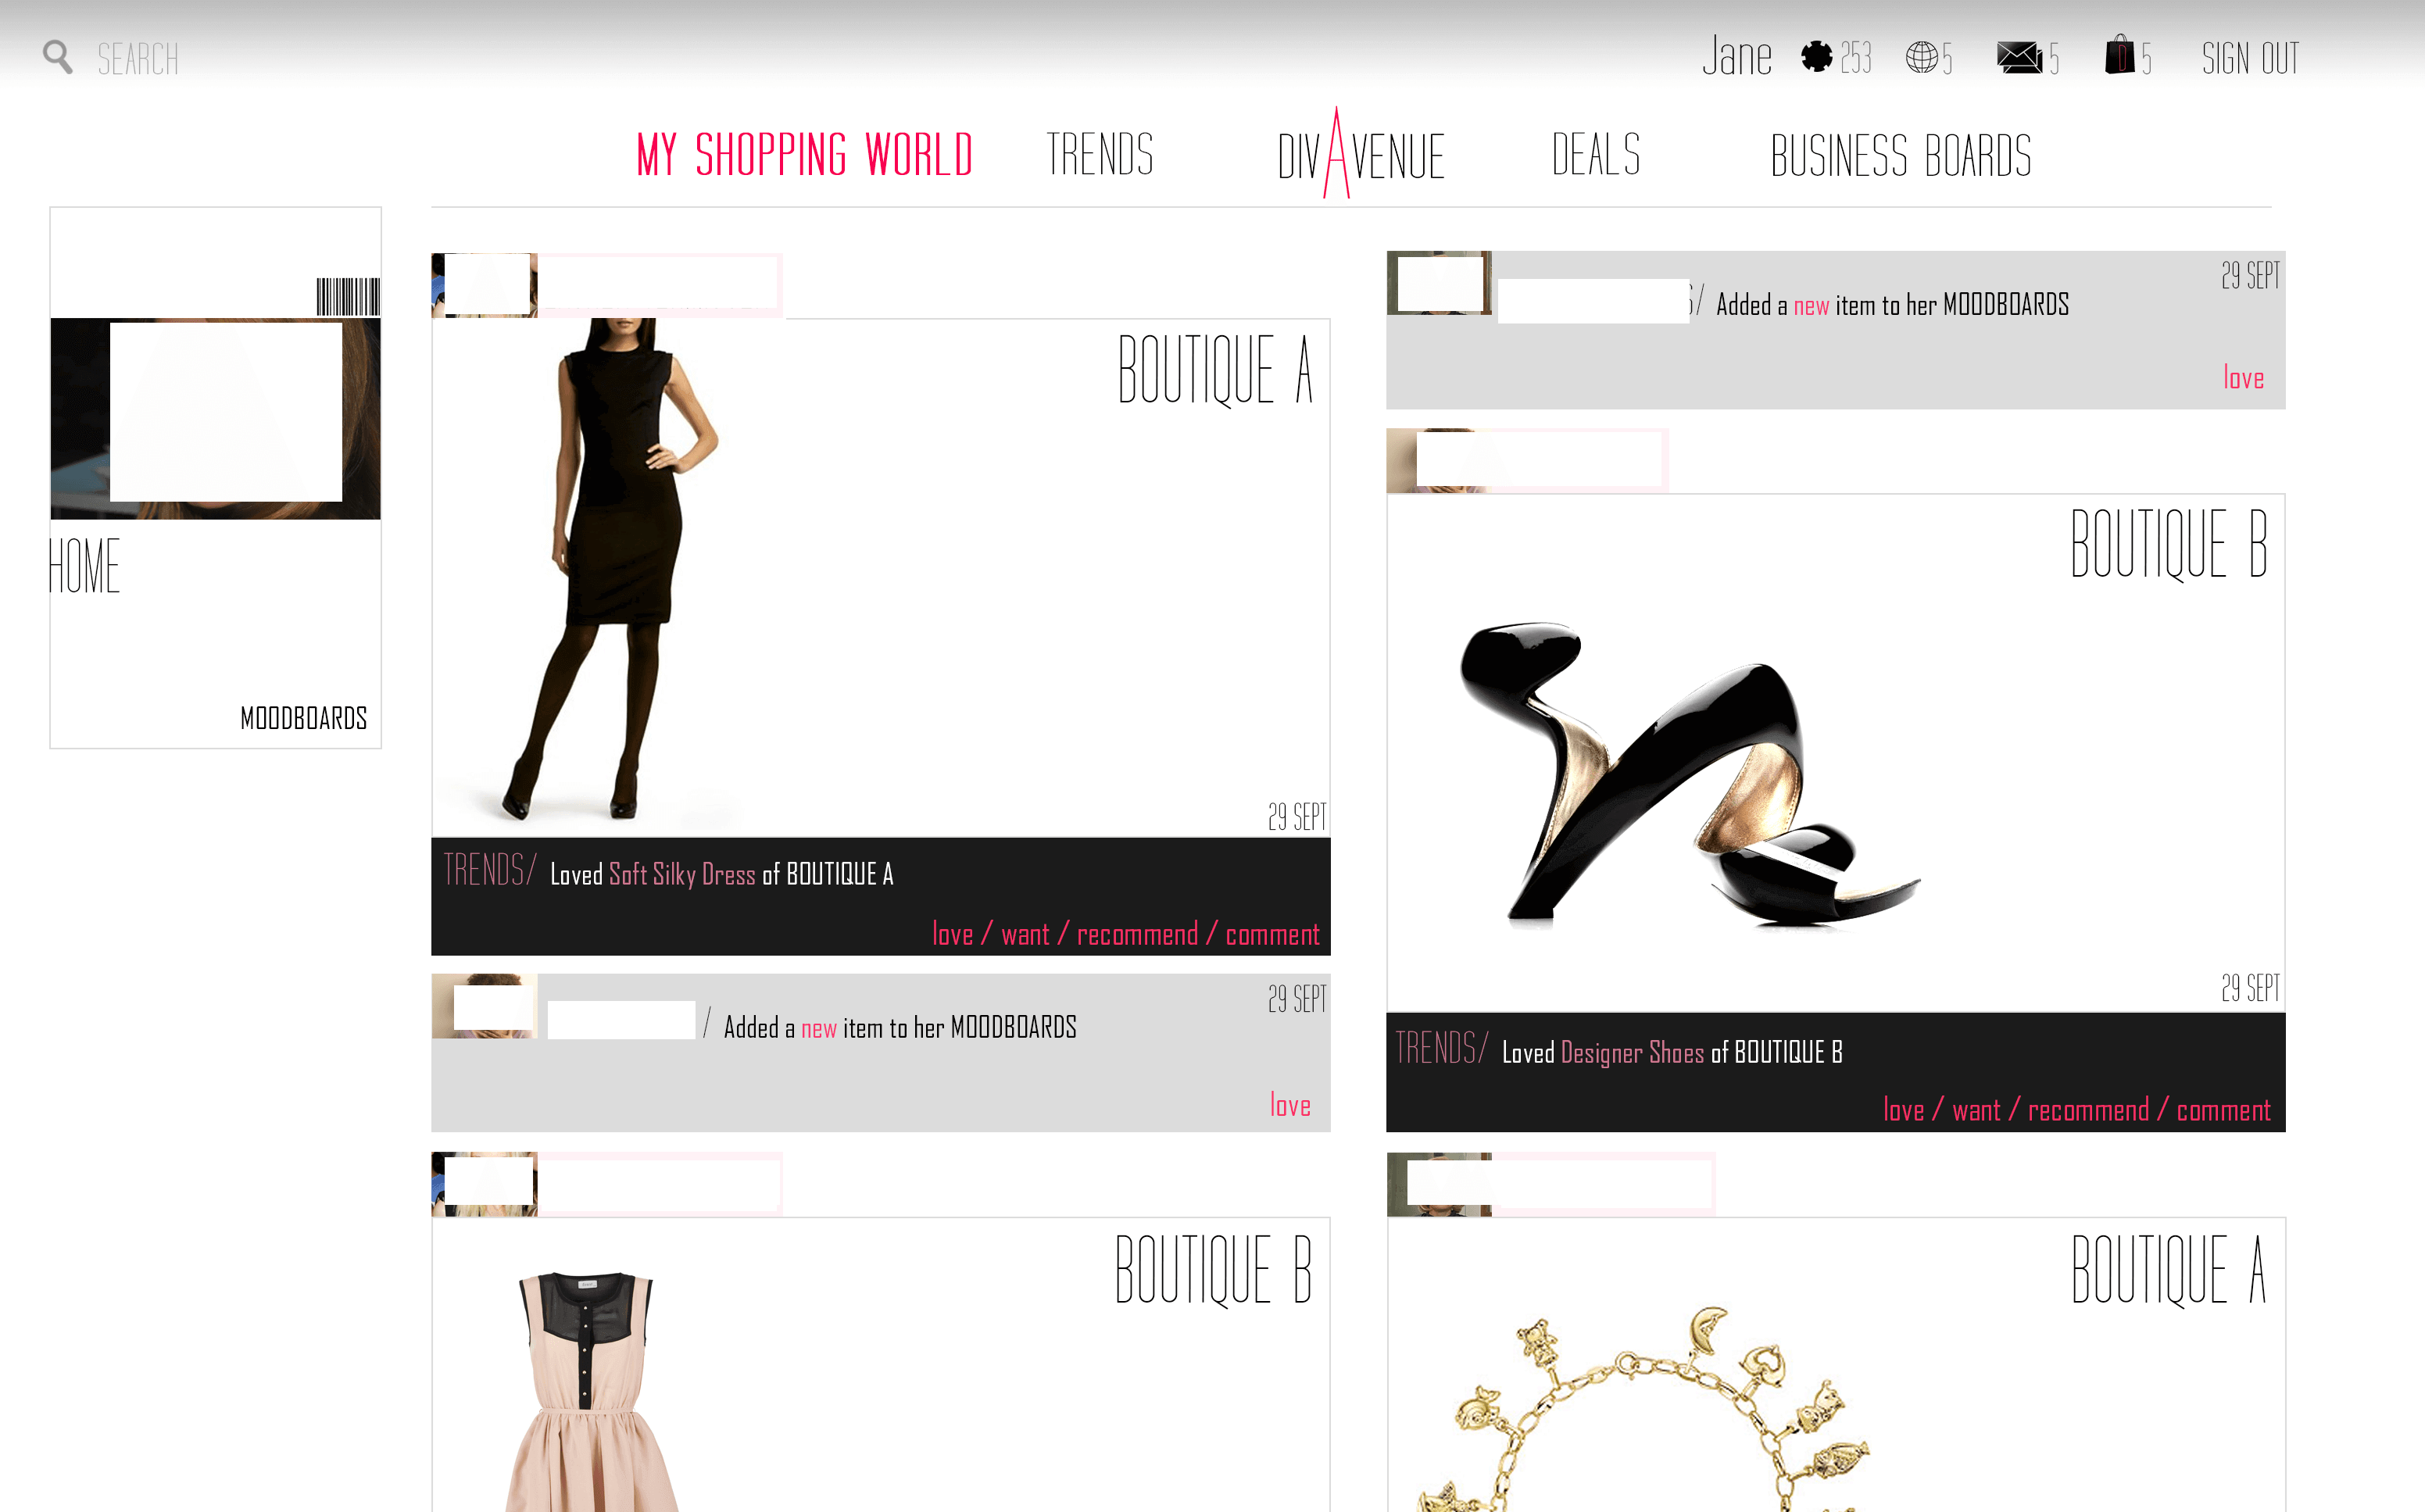 SEARCH
Jane 253 5 5 5 SIGN OUT
MY SHOPPING WORLD TRENDS DIVAVENUE DEALS BUSINESS BOARDS
HOME
MOODBOARDS
BOUTIQUE A
29 SEPT
TRENDS/ Loved Soft Silky Dress of BOUTIQUE A
love / want / recommend / comment
29 SEPT
/ Added a new item to her MOODBOARDS
love
BOUTIQUE B
29 SEPT
/ Added a new item to her MOODBOARDS
love
BOUTIQUE B
29 SEPT
TRENDS/ Loved Designer Shoes of BOUTIQUE B
love / want / recommend / comment
BOUTIQUE A